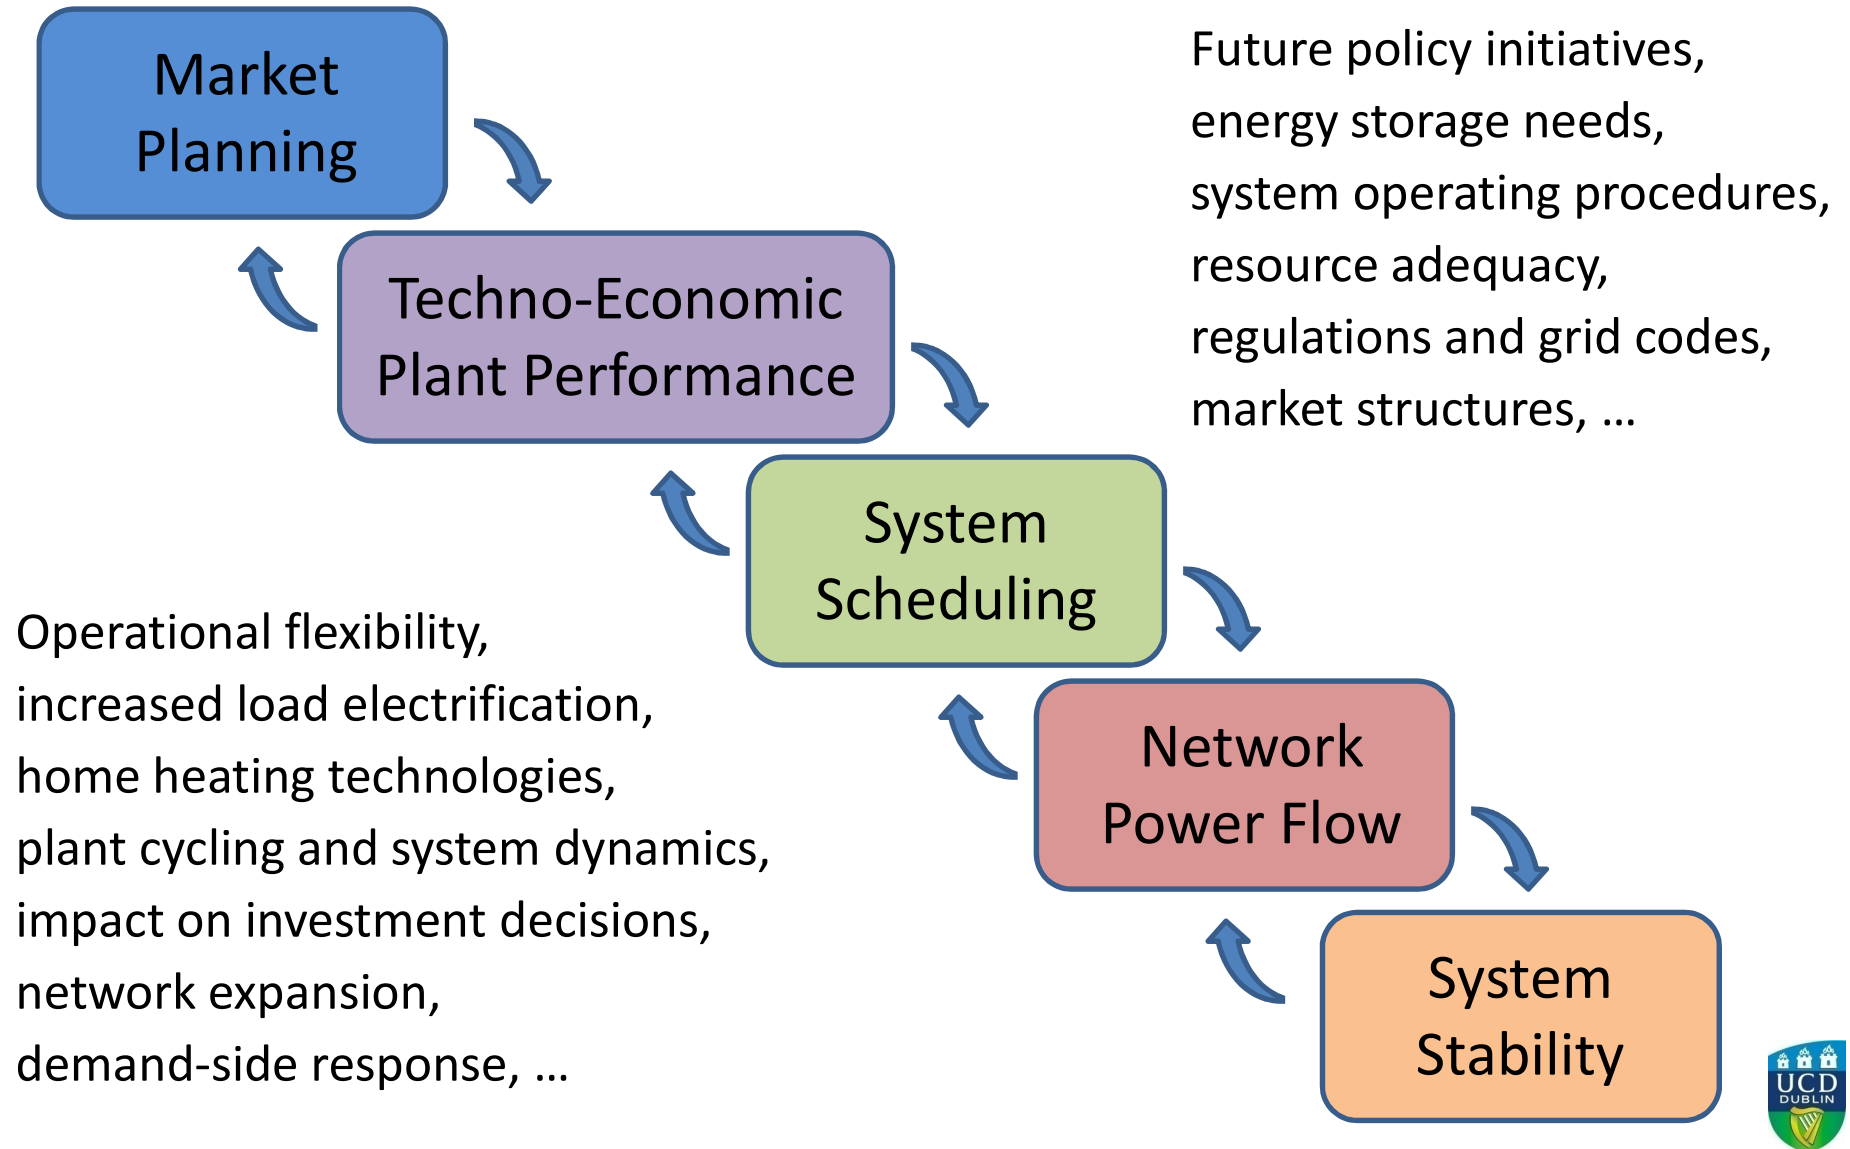 Market
Planning
Techno-Economic
Plant Performance
System
Scheduling
Network
Power Flow
System
Stability
Future policy initiatives,
energy storage needs,
system operating procedures,
resource adequacy,
regulations and grid codes,
market structures, ...
Operational flexibility,
increased load electrification,
home heating technologies,
plant cycling and system dynamics,
impact on investment decisions,
network expansion,
demand-side response, ...
UCD
DUBLIN